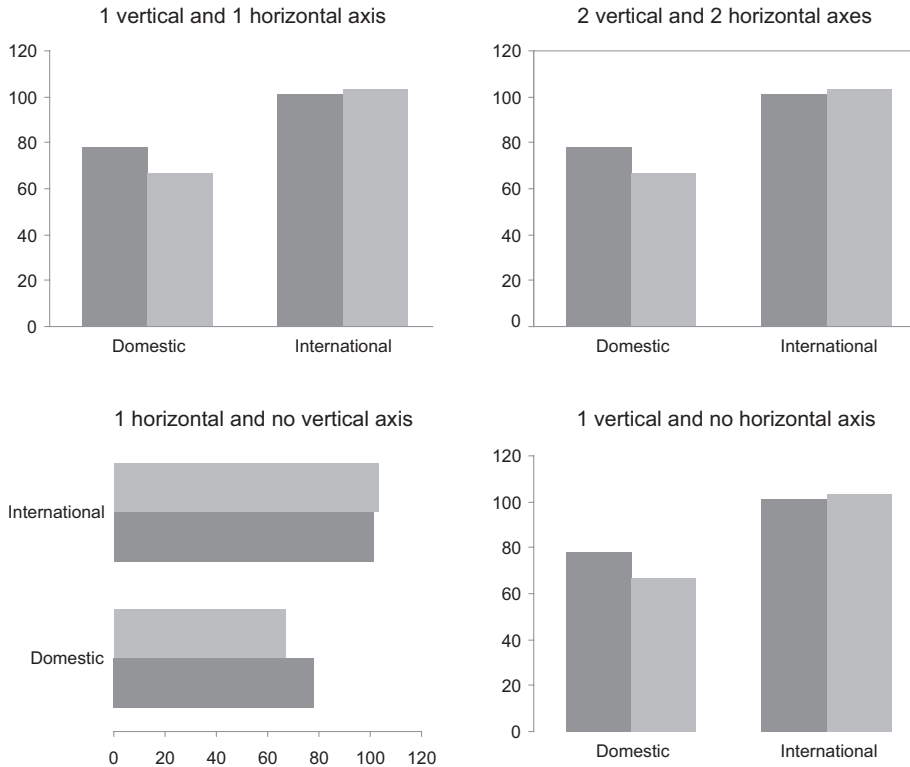 1 vertical and 1 horizontal axis
120
100
80
60
40
20
0
Domestic International
2 vertical and 2 horizontal axes
120
100
80
60
40
20
0
Domestic International
1 horizontal and no vertical axis
International
Domestic
0 20 40 60 80 100 120
1 vertical and no horizontal axis
120
100
80
60
40
20
0
Domestic International